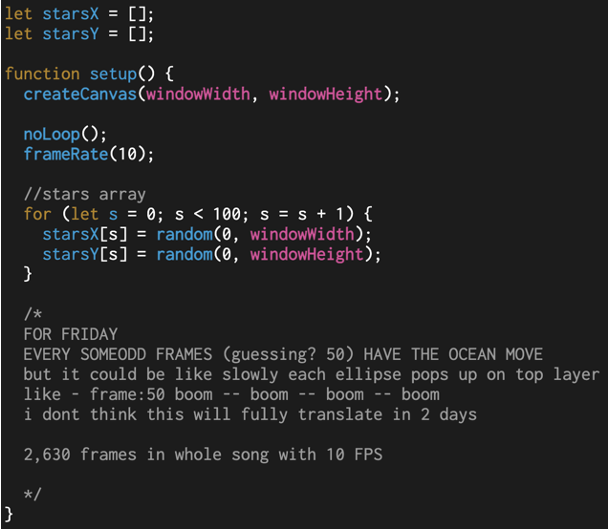 let starsX = [];
let starsY = [];
function setup() {
createCanvas(windowWidth, windowHeight);
noLoop();
frameRate(10);
//stars array
for (let s = 0; s < 100; s = s + 1) {
starsX[s] = random(0, windowWidth);
starsY[s] = random(0, windowHeight);
}
/*
FOR FRIDAY
EVERY SOMEODD FRAMES (guessing? 50) HAVE THE OCEAN MOVE
but it could be like slowly each ellipse pops up on top layer
like - frame:50 boom -- boom -- boom -- boom
i dont think this will fully translate in 2 days
2,630 frames in whole song with 10 FPS
*/
}